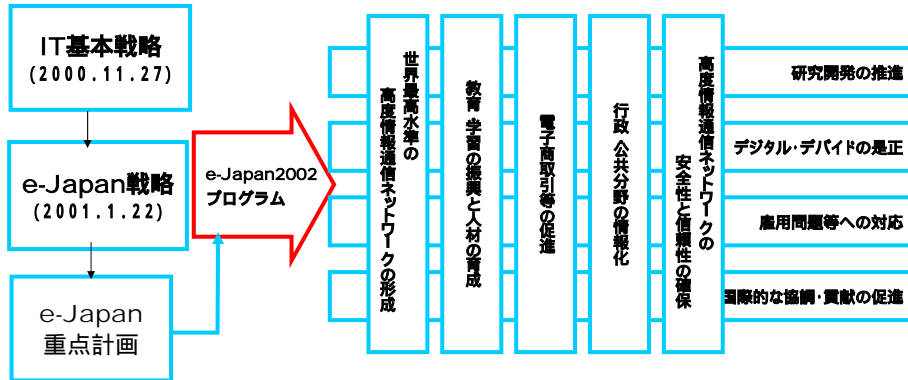 IT基本戦略
(2000.11.27)
e-Japan戦略
(2001.1.22)
e-Japan
重点計画
e-Japan2002
プログラム
世界最高水準の
高度情報通信ネットワークの形成
教育・学習の振興と人材の育成
電子商取引等の促進
行政・公共分野の情報化
高度情報通信ネットワークの
安全性と信頼性の確保
研究開発の推進
デジタル・デバイドの是正
雇用問題等への対応
国際的な協調・貢献の促進